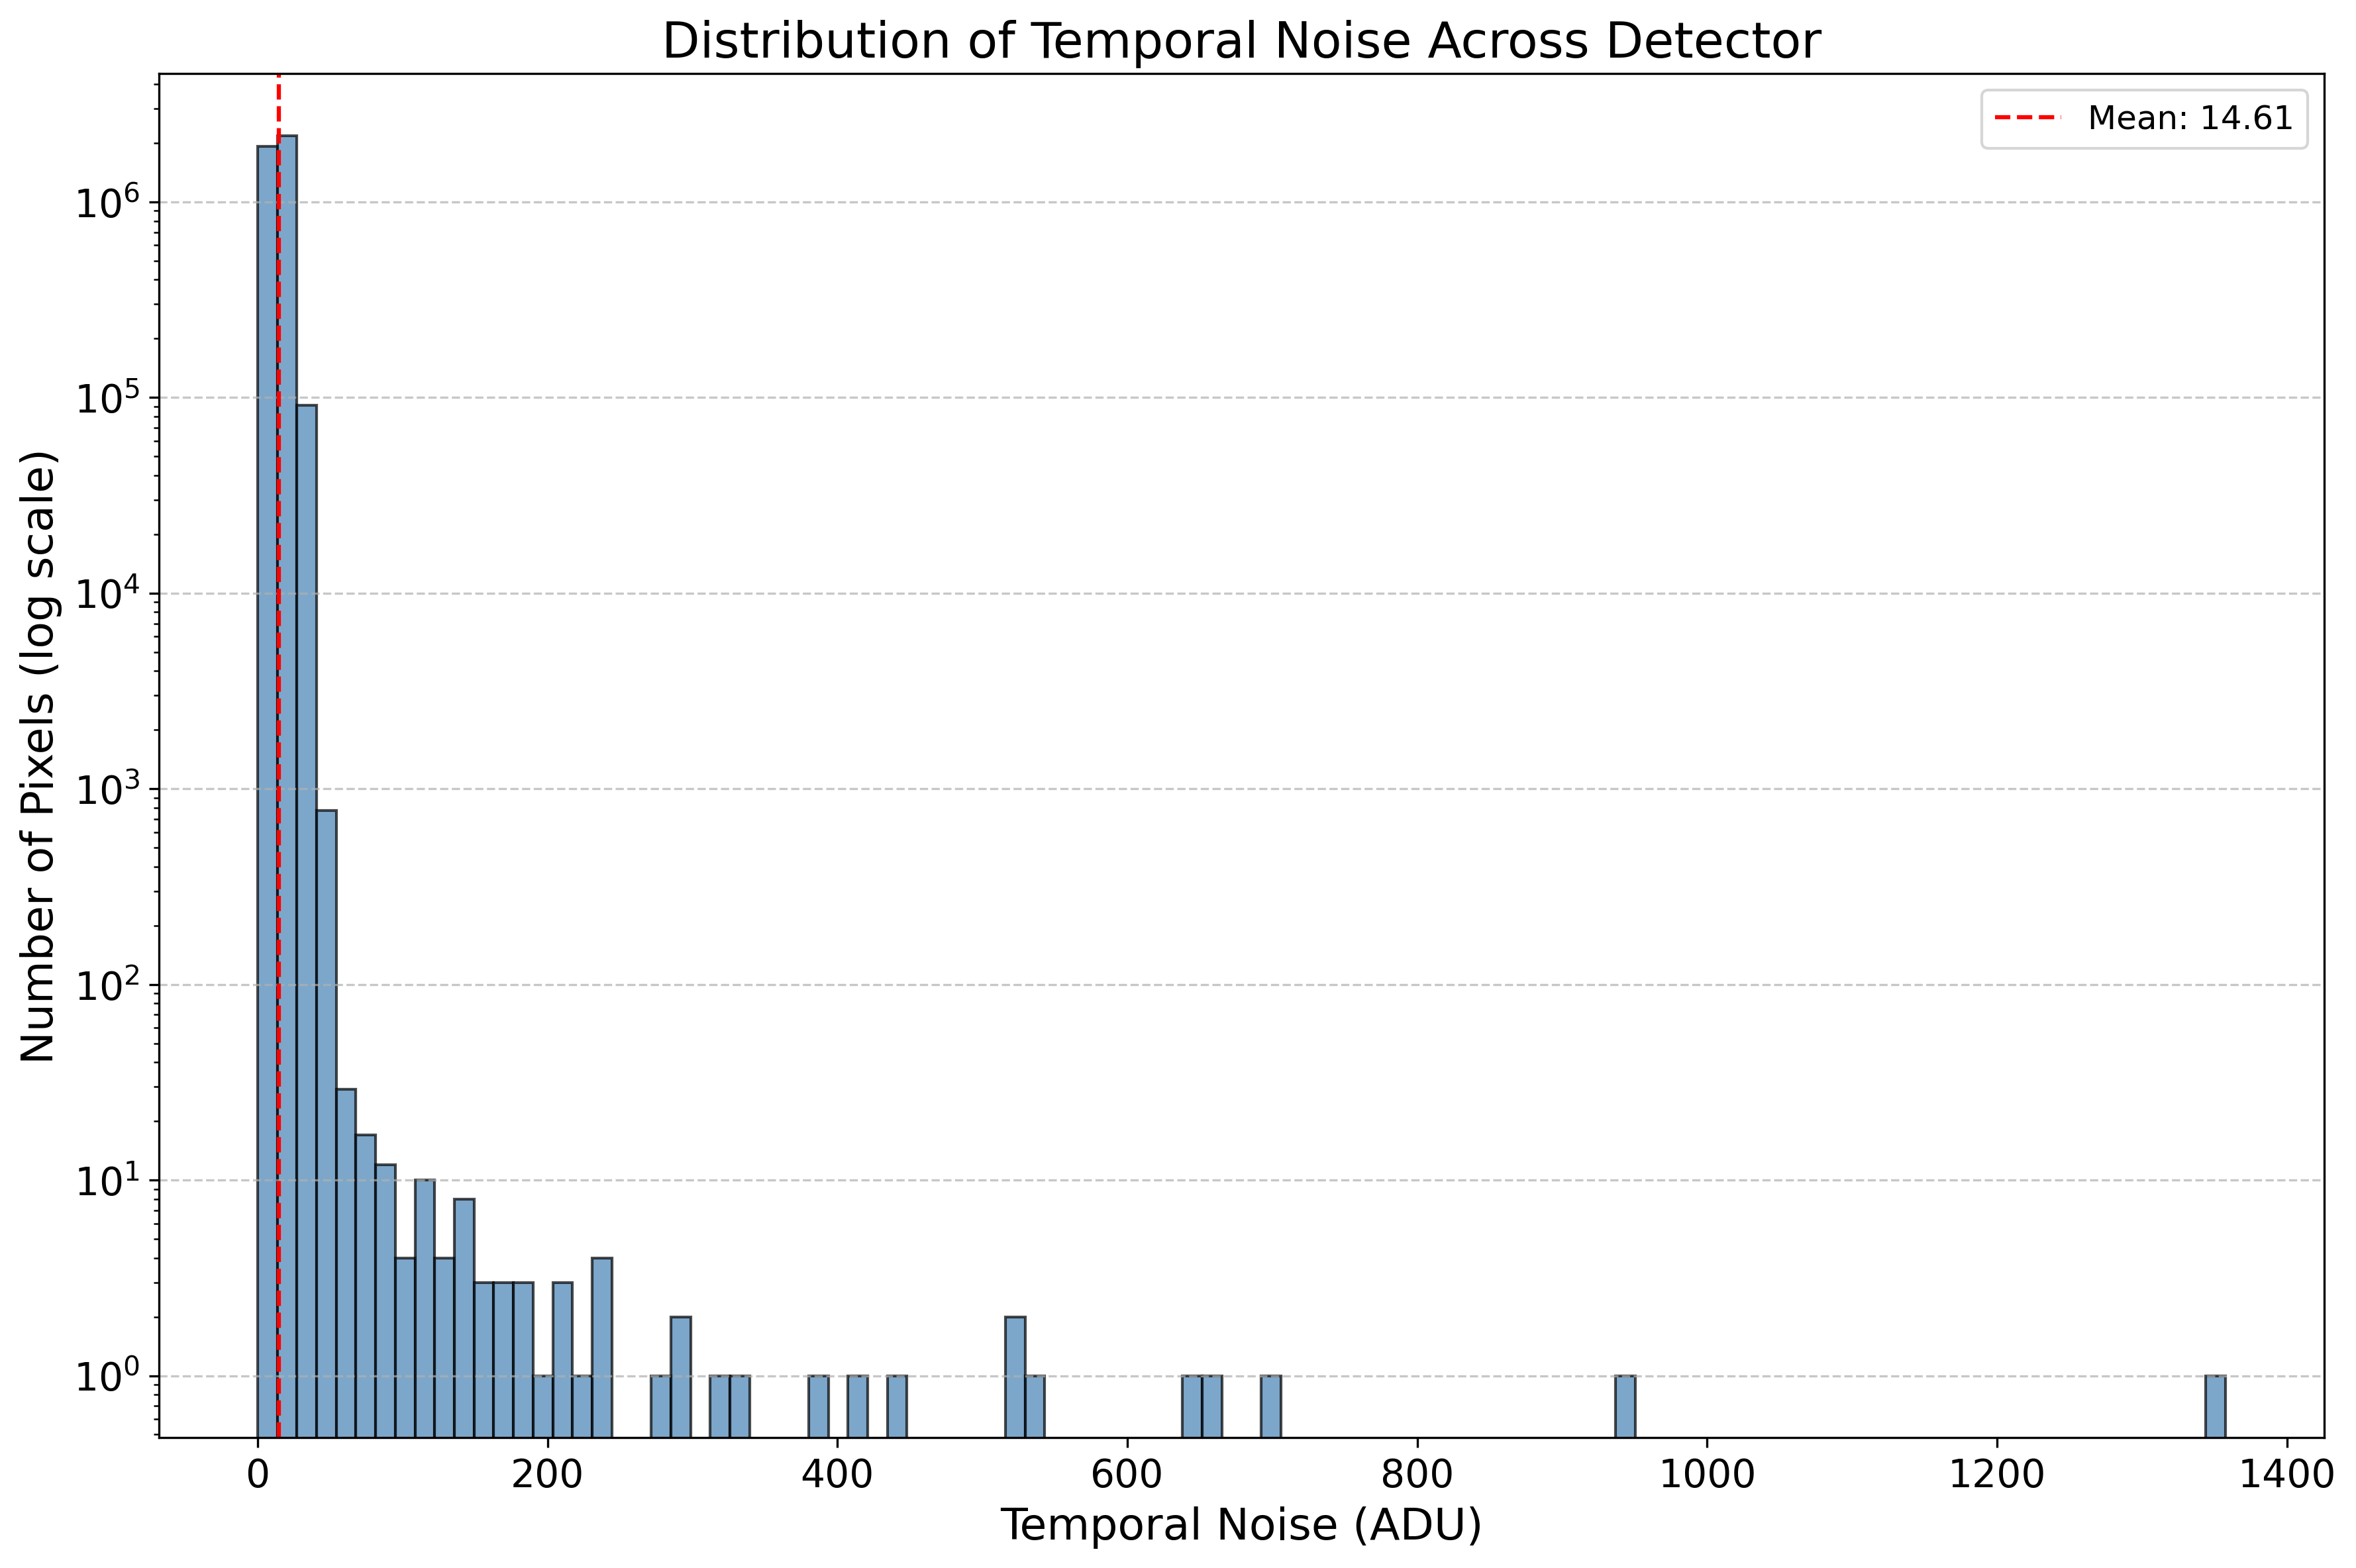 Distribution of Temporal Noise Across Detector
Mean: 14.61
Number of Pixels (log scale)
10^6
10^5
10^4
10^3
10^2
10^1
10^0
0 200 400 600 800 1000 1200 1400
Temporal Noise (ADU)